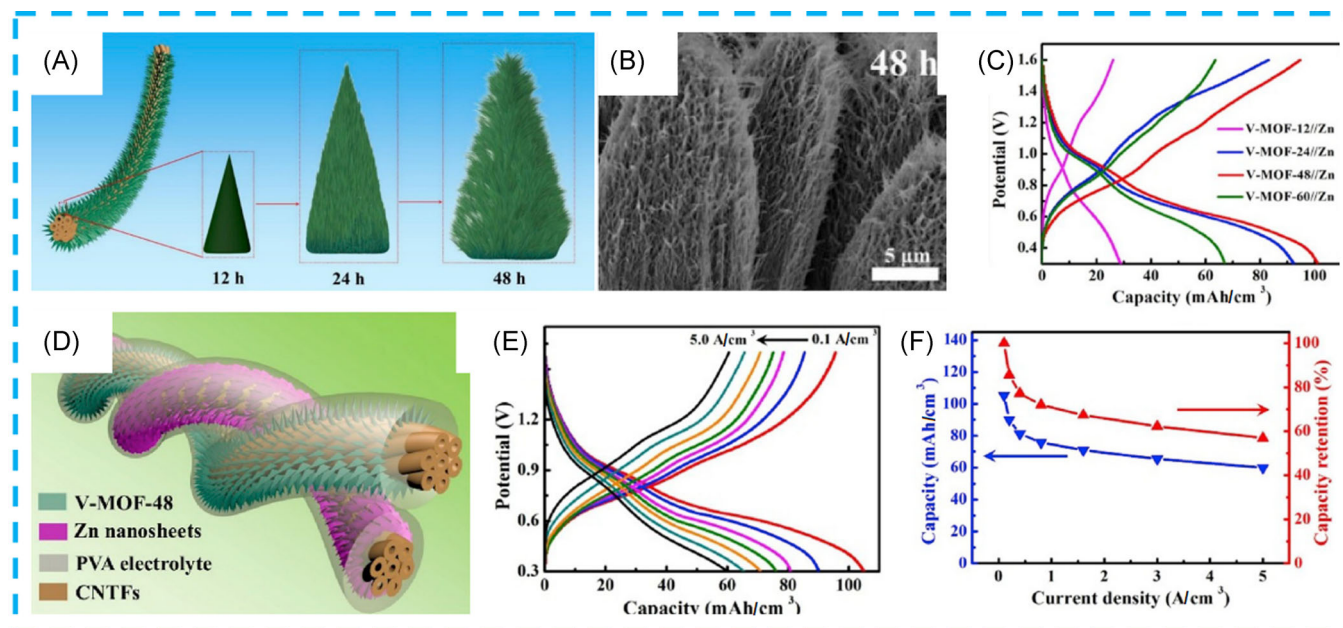 (A)
12 h
24 h
48 h
(B)
48 h
5 µm
(C)
Potential (V)
1.6
1.4
1.2
1.0
0.8
0.6
0.4
0
20
40
60
80
100
Capacity (mAh/cm³)
V-MOF-12//Zn
V-MOF-24//Zn
V-MOF-48//Zn
V-MOF-60//Zn
(D)
V-MOF-48
Zn nanosheets
PVA electrolyte
CNTFs
(E)
5.0 A/cm³
0.1 A/cm³
Potential (V)
1.2
0.9
0.6
0.3
0
20
40
60
80
100
Capacity (mAh/cm³)
(F)
Capacity (mAh/cm³)
140
120
100
80
60
40
20
0
0
1
2
3
4
5
Current density (A/cm³)
100
80
60
40
20
0
Capacity retention (%)